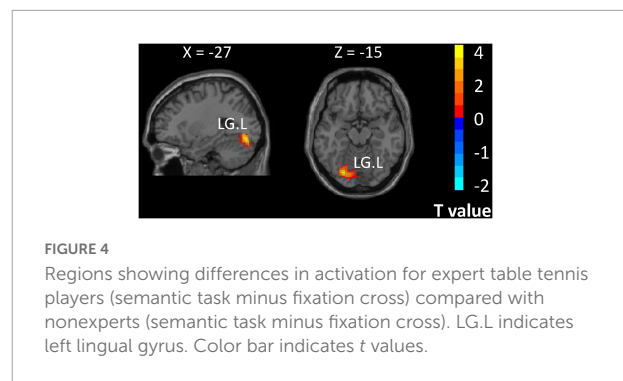 X = -27
Z = -15
LG.L
LG.L
4
2
0
-1
-2
T value
FIGURE 4
Regions showing differences in activation for expert table tennis
players (semantic task minus fixation cross) compared with
nonexperts (semantic task minus fixation cross). LG.L indicates
left lingual gyrus. Color bar indicates t values.